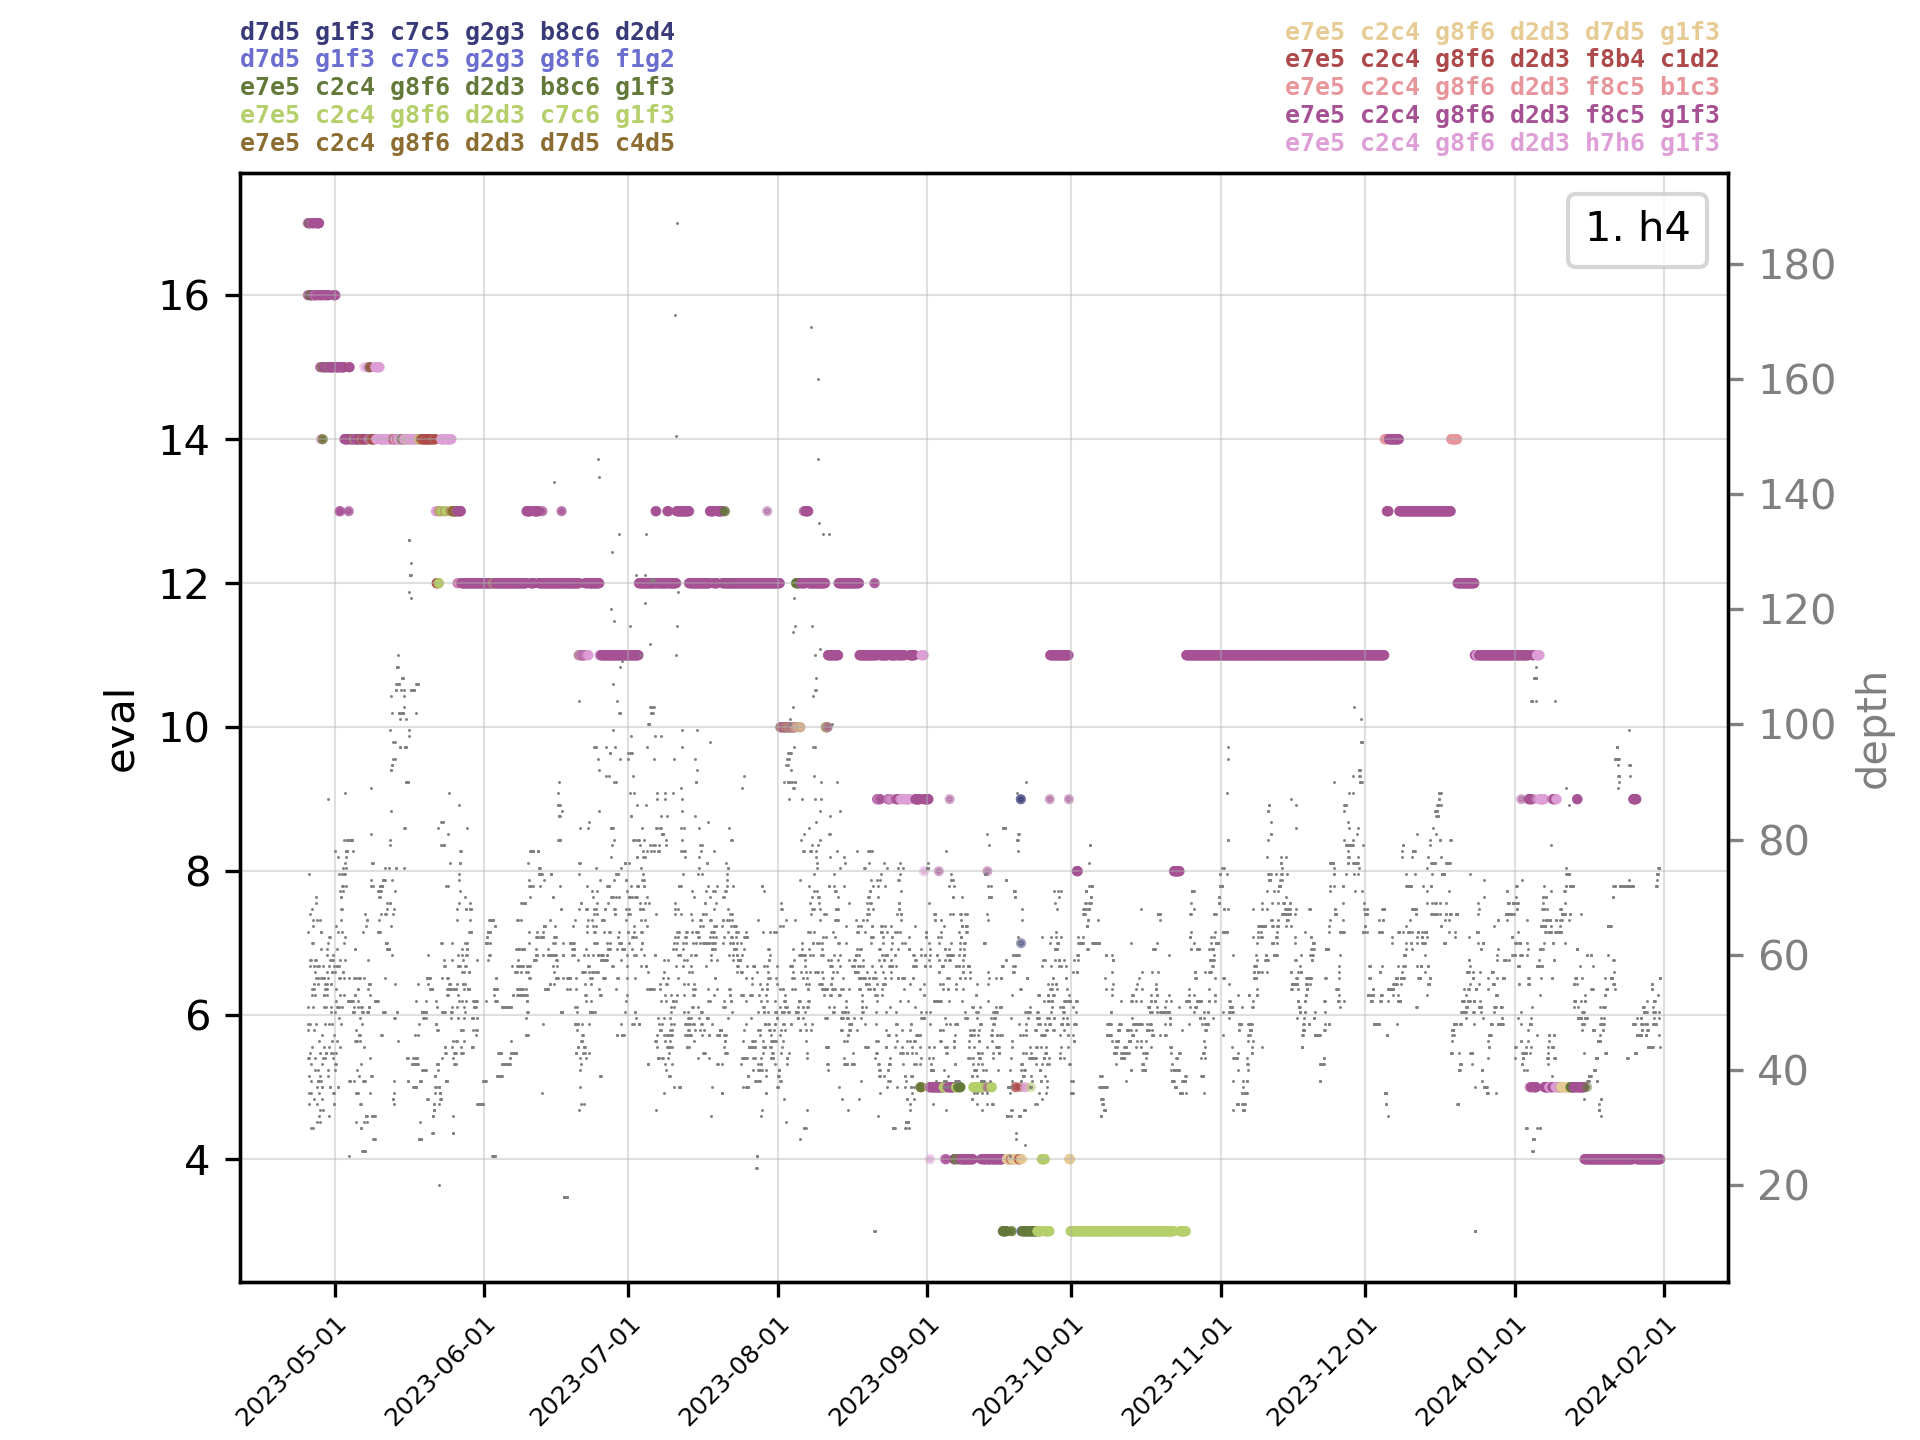 d7d5 g1f3 c7c5 g2g3 b8c6 d2d4
d7d5 g1f3 c7c5 g2g3 g8f6 f1g2
e7e5 c2c4 g8f6 d2d3 b8c6 g1f3
e7e5 c2c4 g8f6 d2d3 c7c6 g1f3
e7e5 c2c4 g8f6 d2d3 d7d5 c4d5
e7e5 c2c4 g8f6 d2d3 d7d5 g1f3
e7e5 c2c4 g8f6 d2d3 f8b4 c1d2
e7e5 c2c4 g8f6 d2d3 f8c5 b1c3
e7e5 c2c4 g8f6 d2d3 f8c5 g1f3
e7e5 c2c4 g8f6 d2d3 h7h6 g1f3
1. h4
eval
16
14
12
10
8
6
4
depth
180
160
140
120
100
80
60
40
20
2023-05-01
2023-06-01
2023-07-01
2023-08-01
2023-09-01
2023-10-01
2023-11-01
2023-12-01
2024-01-01
2024-02-01